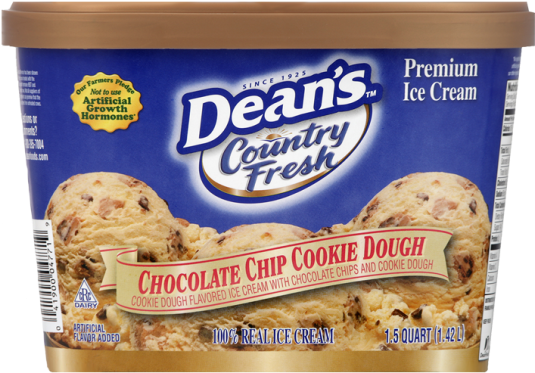 Our Farmers Pledge
Not to use
Artificial
Growth
Hormones*
SINCE 1925
Dean's™
Country
Fresh
Premium
Ice Cream
CHOCOLATE CHIP COOKIE DOUGH
COOKIE DOUGH FLAVORED ICE CREAM WITH CHOCOLATE CHIPS AND COOKIE DOUGH
DAIRY
ARTIFICIAL
FLAVOR ADDED
100% REAL ICE CREAM
1.5 QUART (1.42 L)